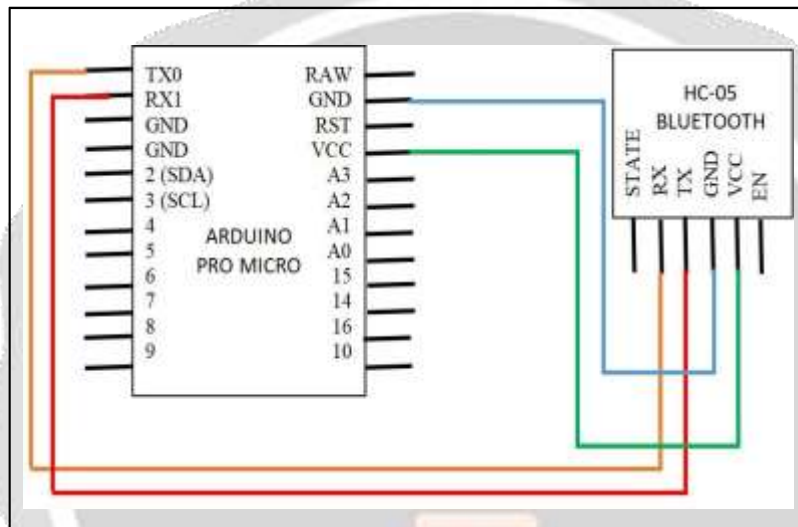 TX0
RX1
GND
GND
2 (SDA)
3 (SCL)
4
5
6
7
8
9
ARDUINO
PRO MICRO
RAW
GND
RST
VCC
A3
A2
A1
A0
15
14
16
10
HC-05
BLUETOOTH
STATE
RX
TX
GND
VCC
EN